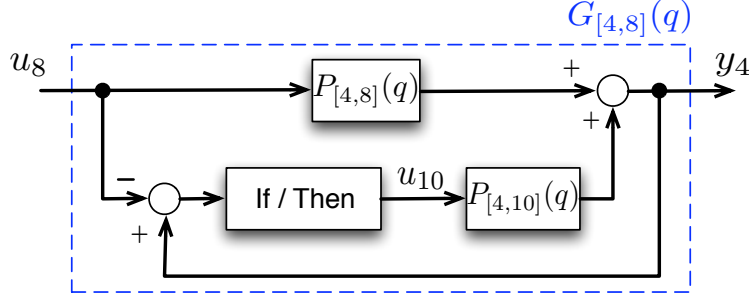 G[4,8](q)
u8
y4
P[4,8](q)
+
+
−
If / Then
u10
P[4,10](q)
+